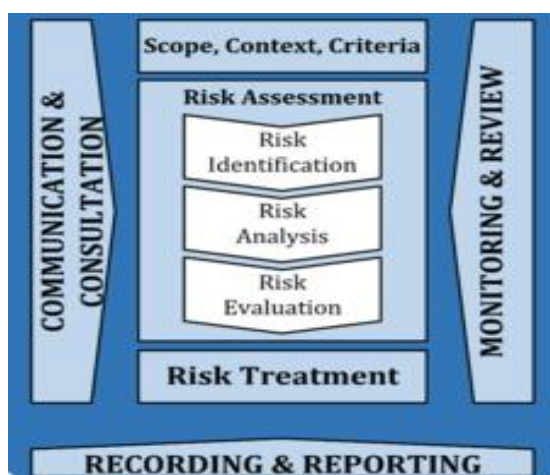 Scope, Context, Criteria
Risk Assessment
Risk
Identification
Risk
Analysis
Risk
Evaluation
Risk Treatment
COMMUNICATION &
CONSULTATION
MONITORING & REVIEW
RECORDING & REPORTING